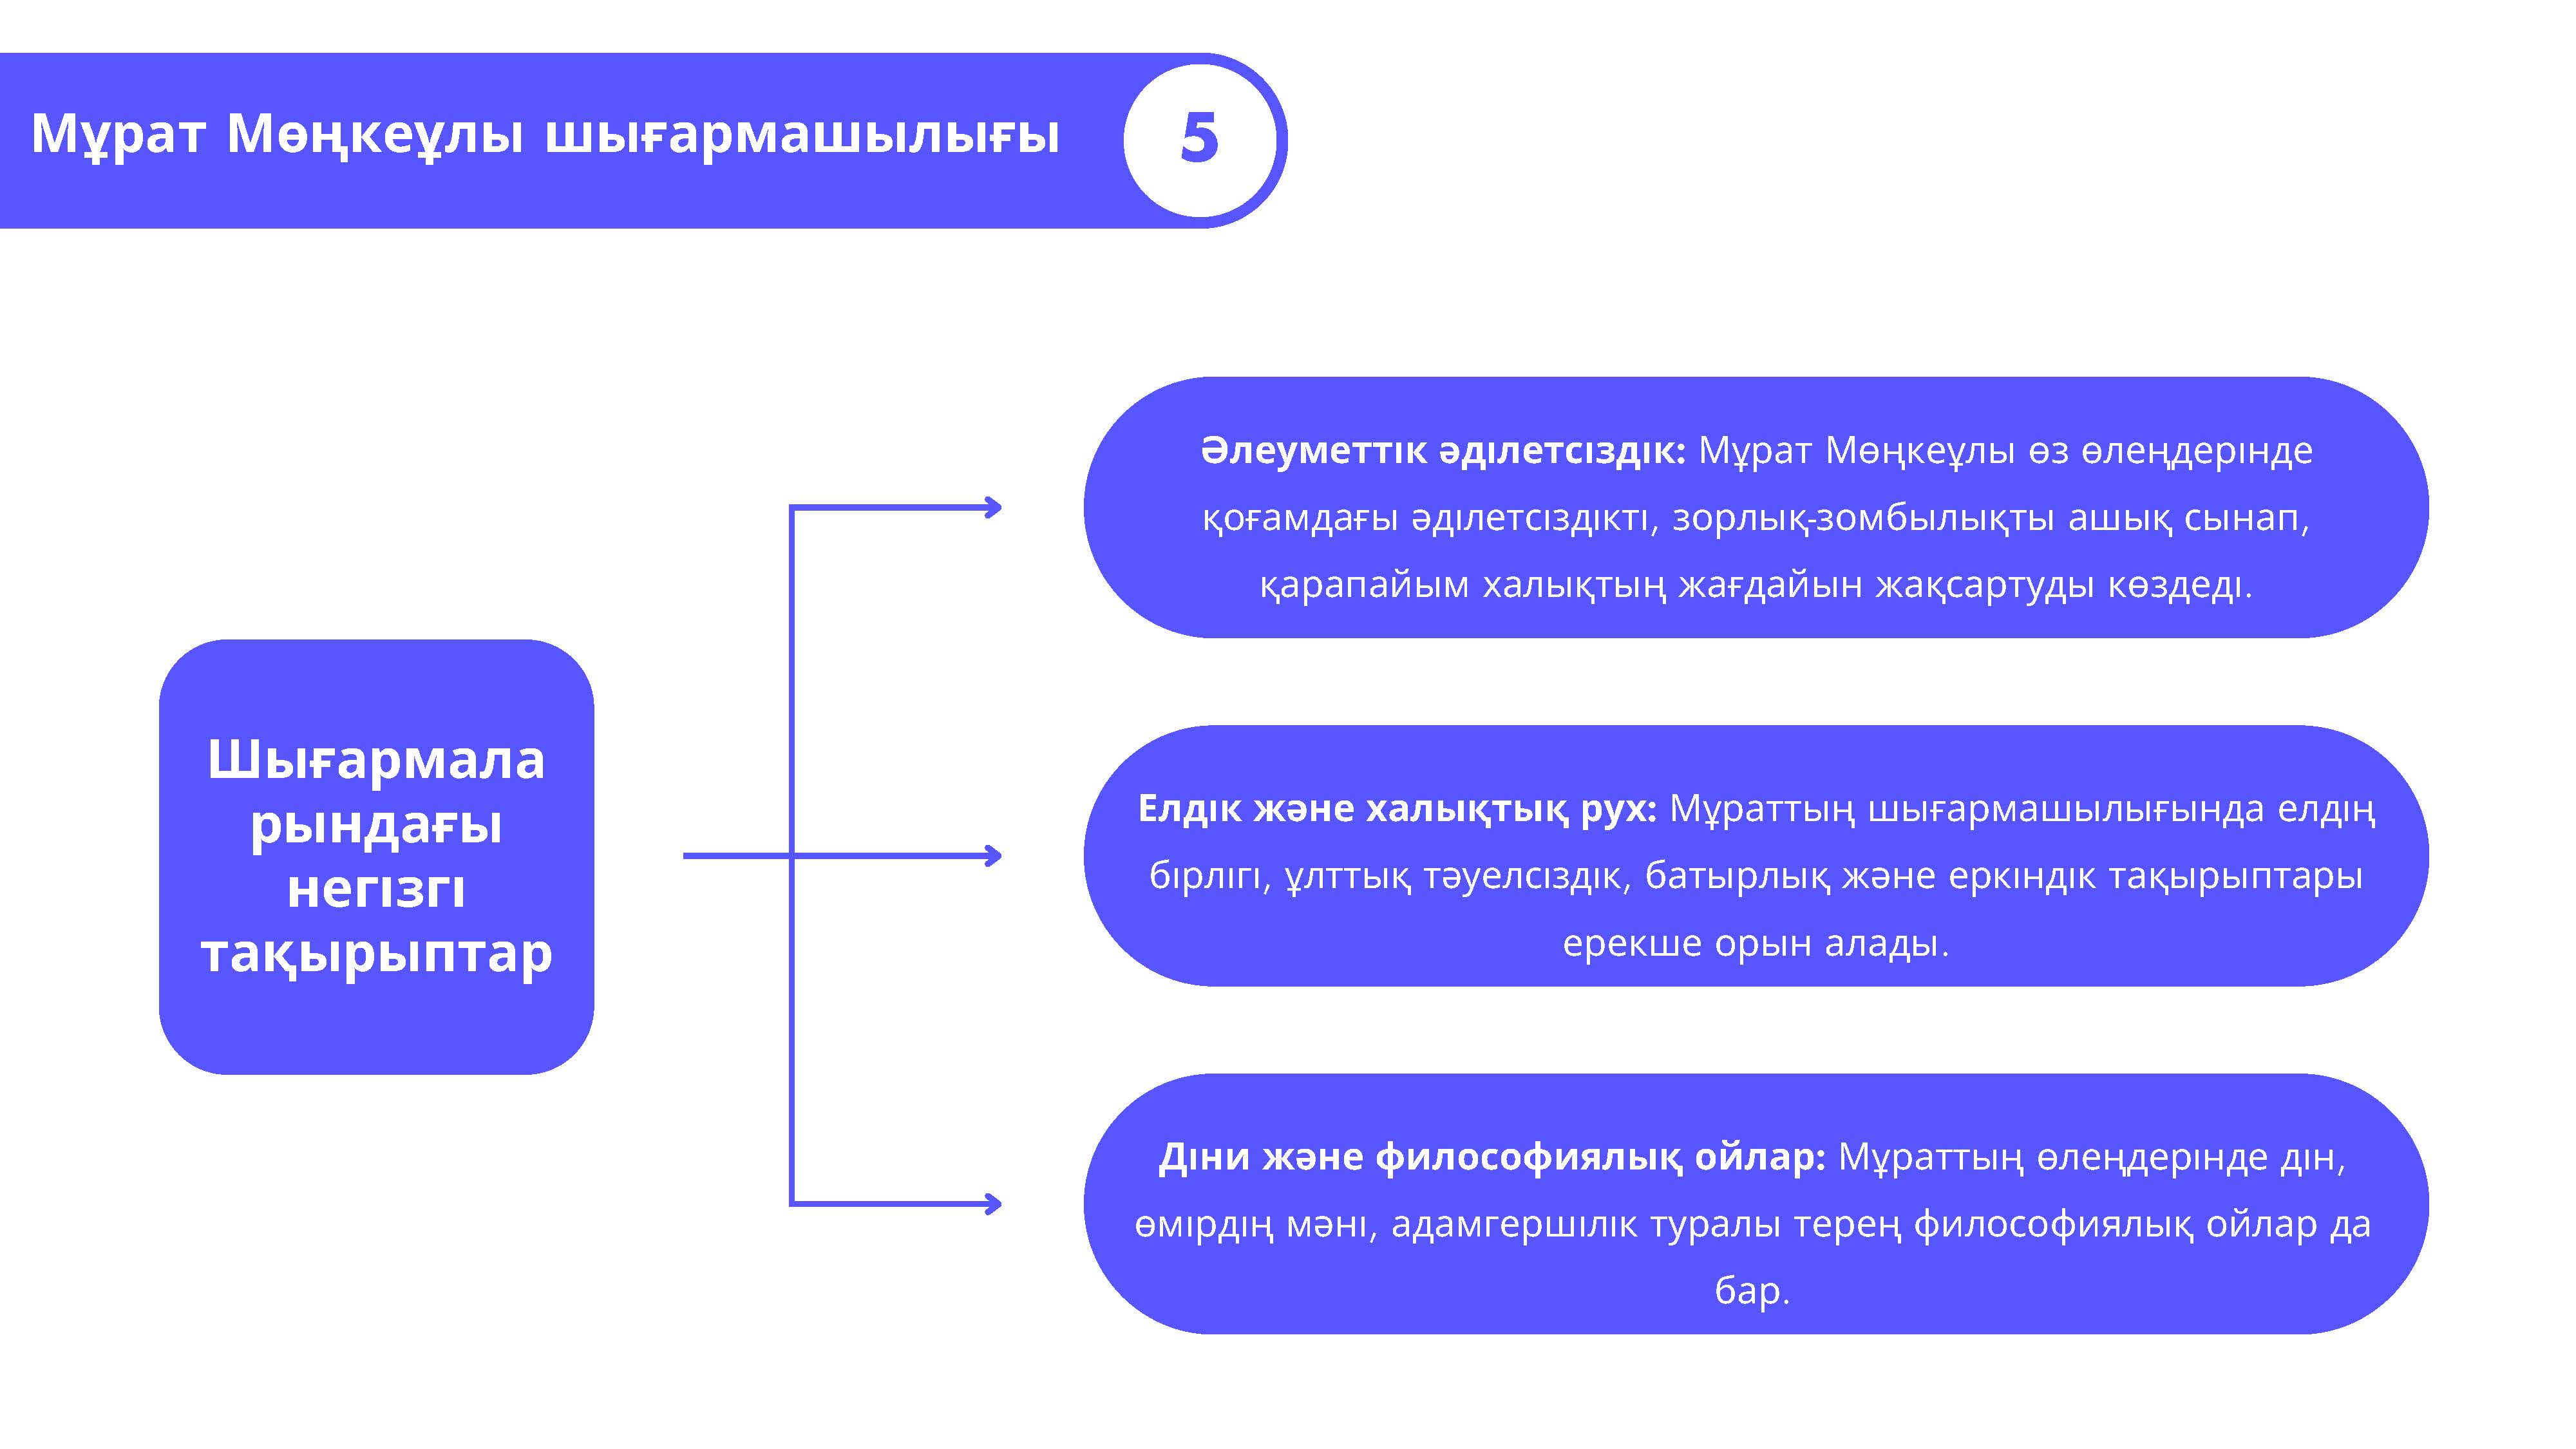 Мұрат Мөңкеұлы шығармашылығы
5
Әлеуметтік әділетсіздік: Мұрат Мөңкеұлы өз өлеңдерінде
қоғамдағы әділетсіздікті, зорлық-зомбылықты ашық сынап,
қарапайым халықтың жағдайын жақсартуды көздеді.
Шығармала
рындағы
негізгі
тақырыптар
Елдік және халықтық рух: Мұраттың шығармашылығында елдің
бірлігі, ұлттық тәуелсіздік, батырлық және еркіндік тақырыптары
ерекше орын алады.
Діни және философиялық ойлар: Мұраттың өлеңдерінде дін,
өмірдің мәні, адамгершілік туралы терең философиялық ойлар да
бар.